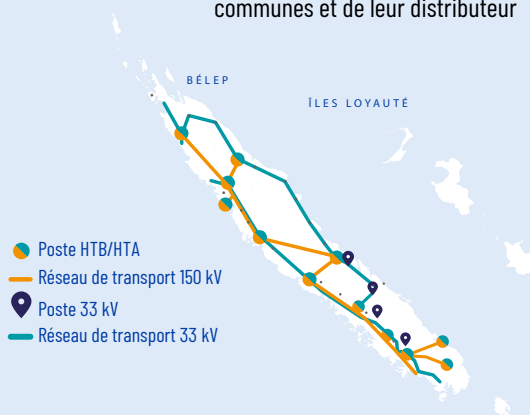 communes et de leur distributeur
BÉLEP
ÎLES LOYAUTÉ
Poste HTB/HTA
Réseau de transport 150 kV
Poste 33 kV
Réseau de transport 33 kV